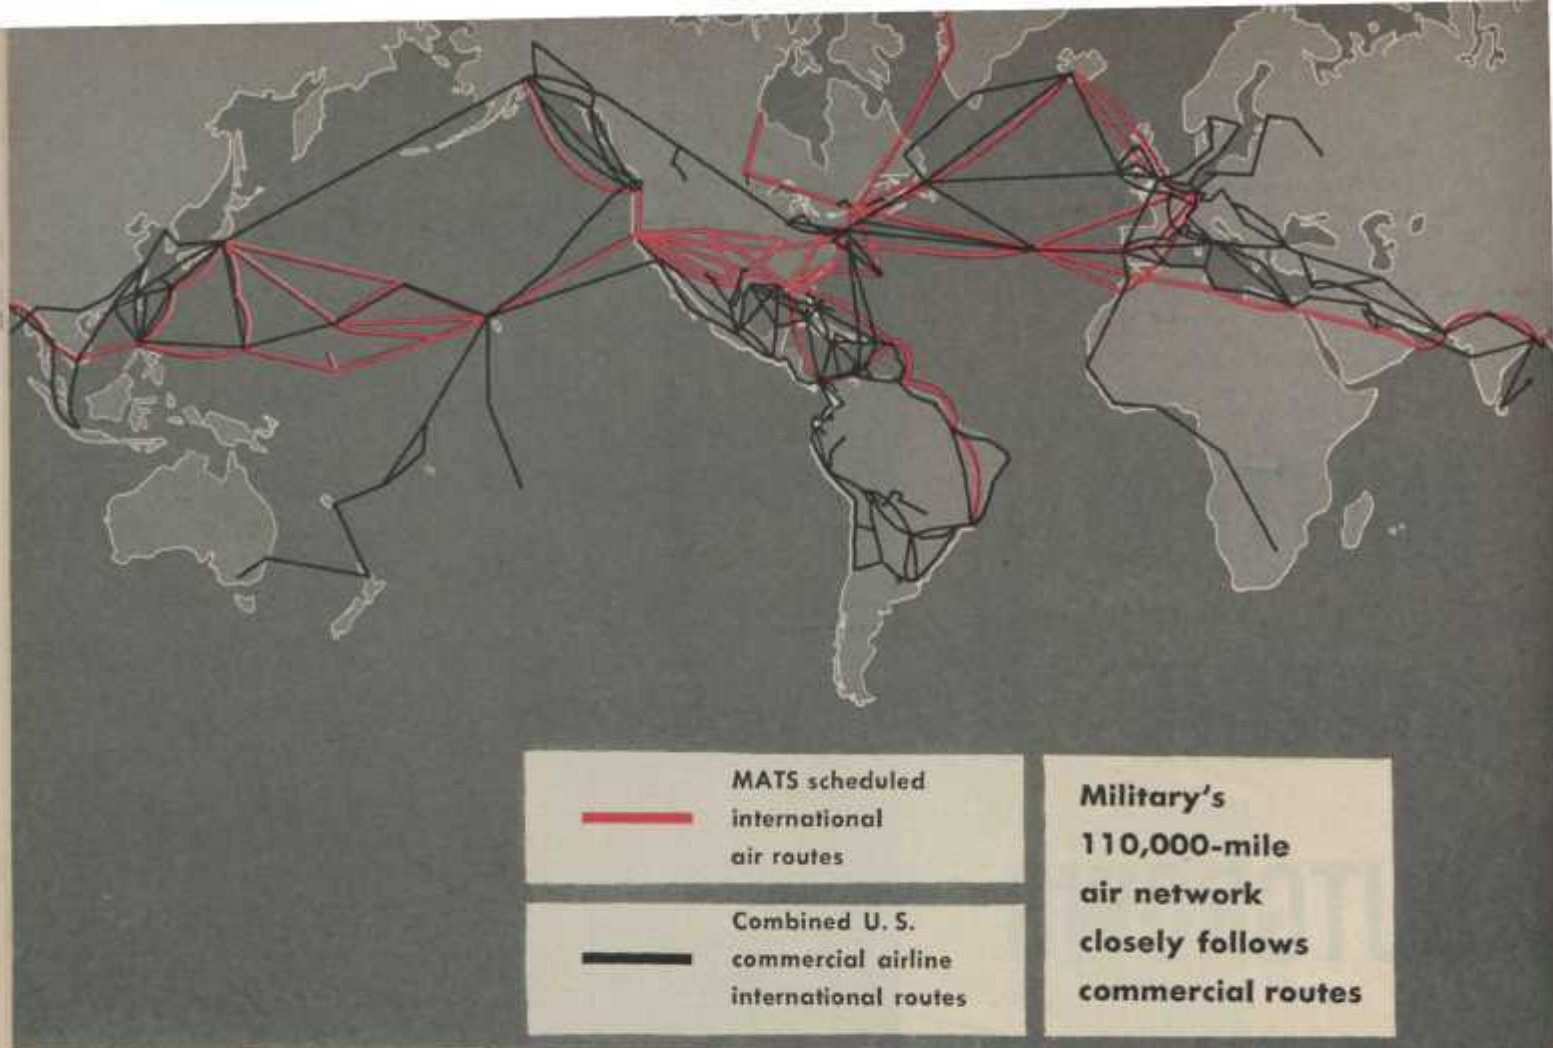 MATS scheduled
international
air routes
Combined U. S.
commercial airline
international routes
Military's
110,000-mile
air network
closely follows
commercial routes